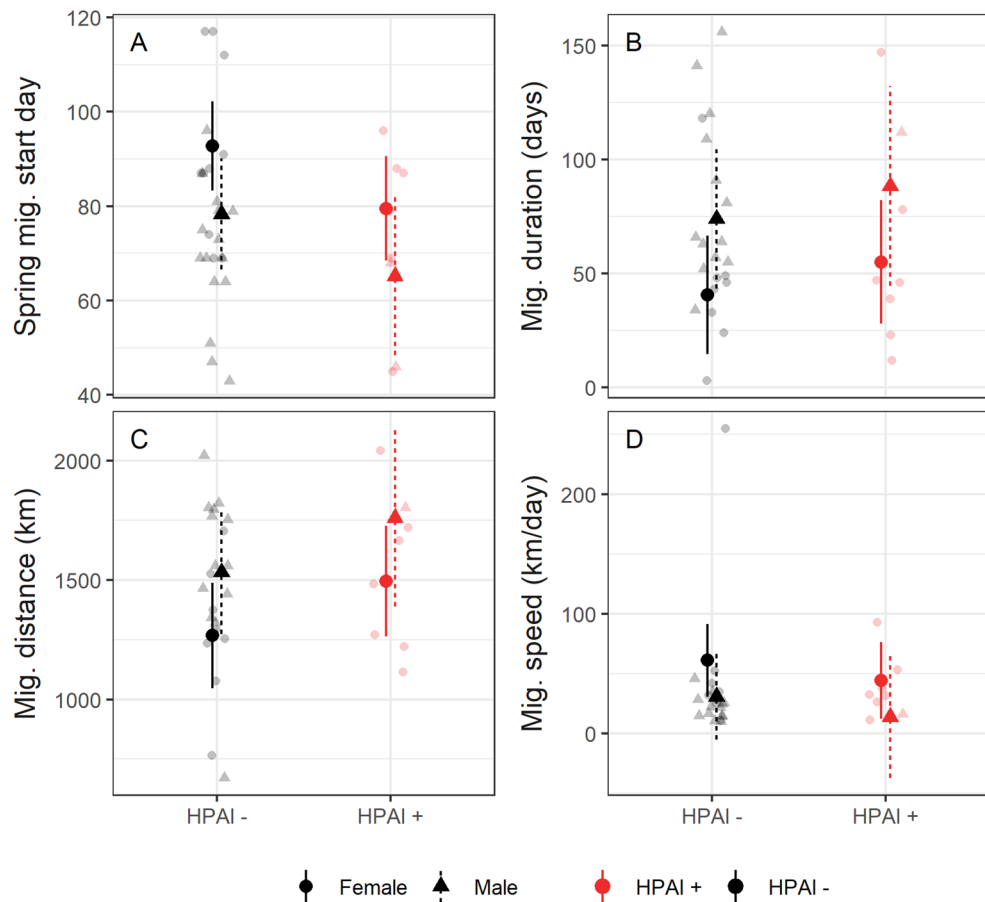 A
Spring mig. start day
120
100
80
60
40
B
Mig. duration (days)
150
100
50
0
C
Mig. distance (km)
2000
1500
1000
HPAI -
HPAI +
D
Mig. speed (km/day)
200
100
0
HPAI -
HPAI +
Female Male HPAI + HPAI -